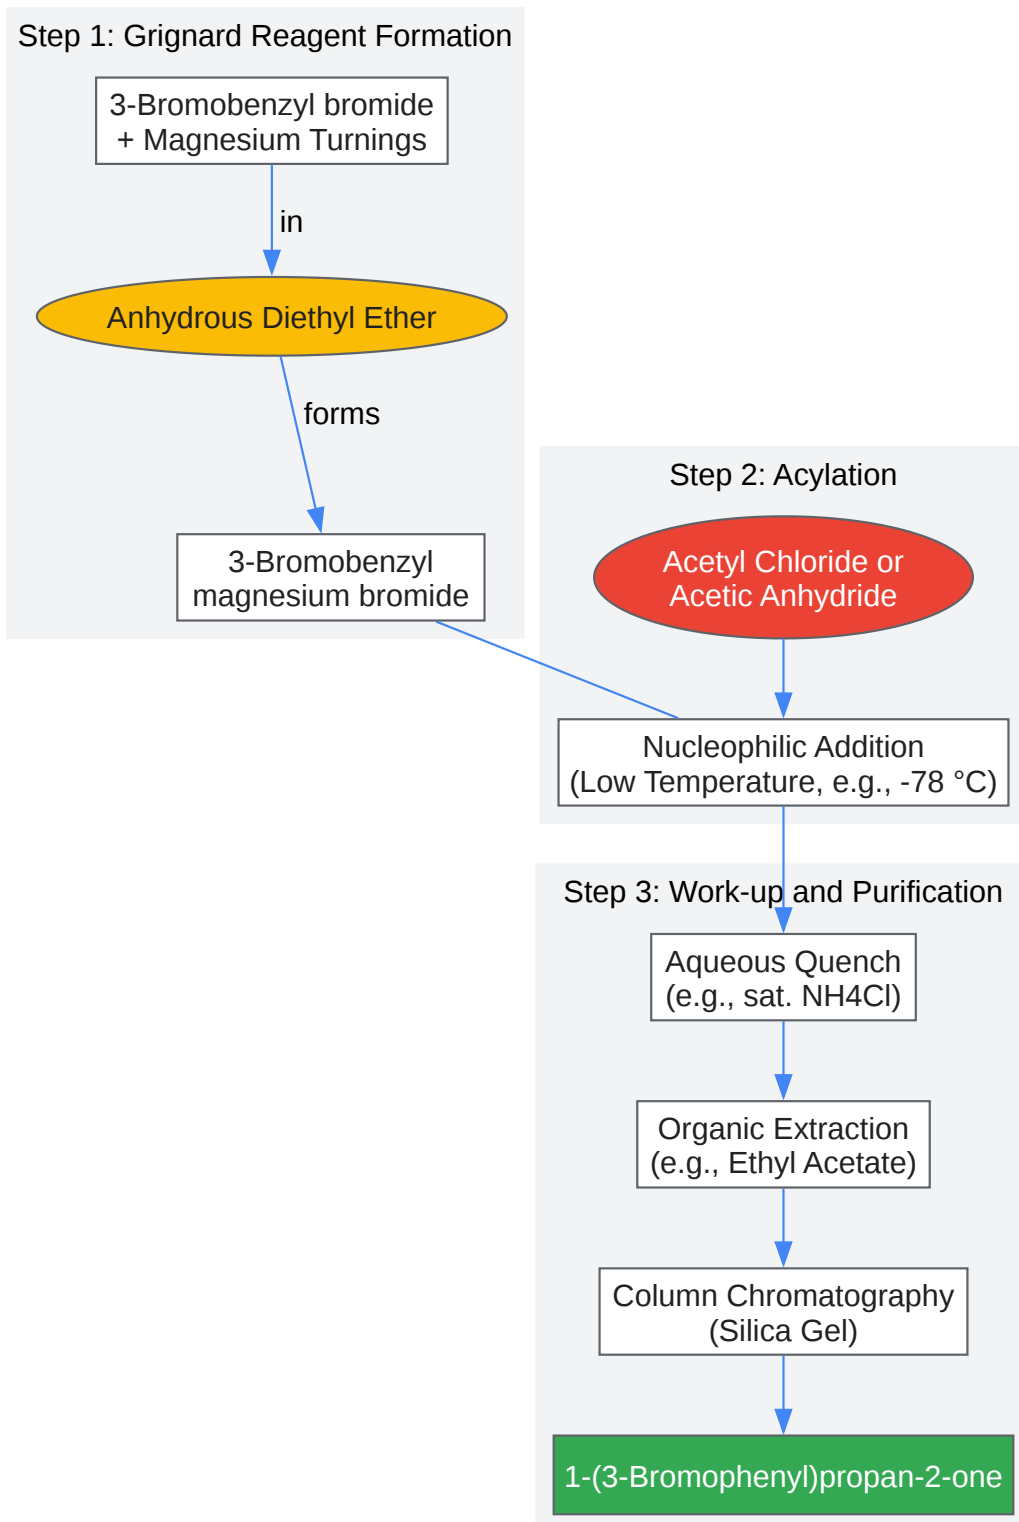 Step 1: Grignard Reagent Formation
3-Bromobenzyl bromide
+ Magnesium Turnings
in
Anhydrous Diethyl Ether
forms
3-Bromobenzyl
magnesium bromide
Step 2: Acylation
Acetyl Chloride or
Acetic Anhydride
Nucleophilic Addition
(Low Temperature, e.g., -78 °C)
Step 3: Work-up and Purification
Aqueous Quench
(e.g., sat. NH4Cl)
Organic Extraction
(e.g., Ethyl Acetate)
Column Chromatography
(Silica Gel)
1-(3-Bromophenyl)propan-2-one